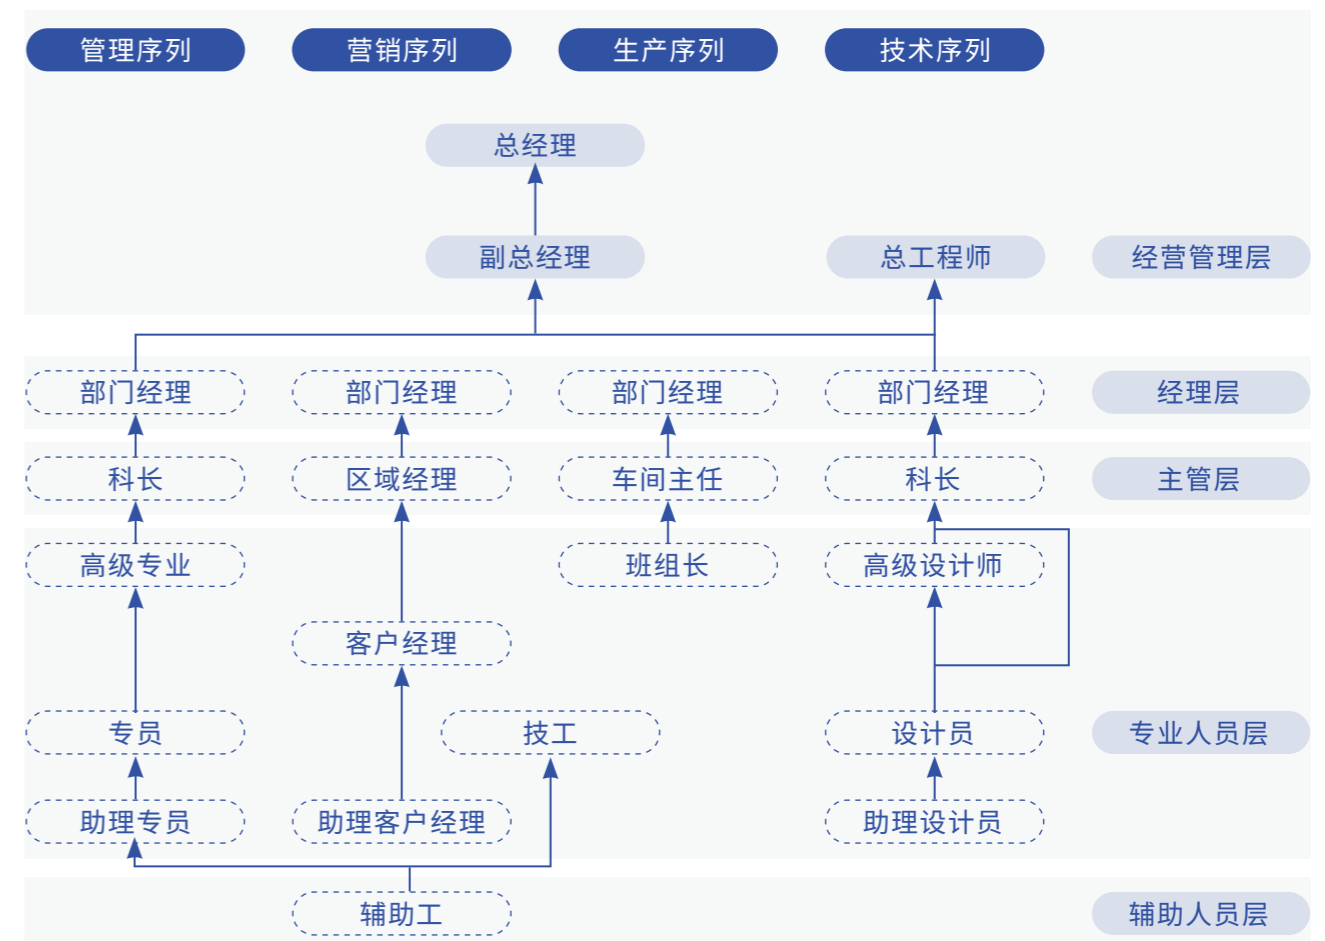 管理序列
营销序列
生产序列
技术序列
总经理
副总经理
总工程师
经营管理层
部门经理
部门经理
部门经理
部门经理
经理层
科长
区域经理
车间主任
科长
主管层
高级专业
班组长
高级设计师
客户经理
专员
技工
设计员
专业人员层
助理专员
助理客户经理
助理设计员
辅助工
辅助人员层